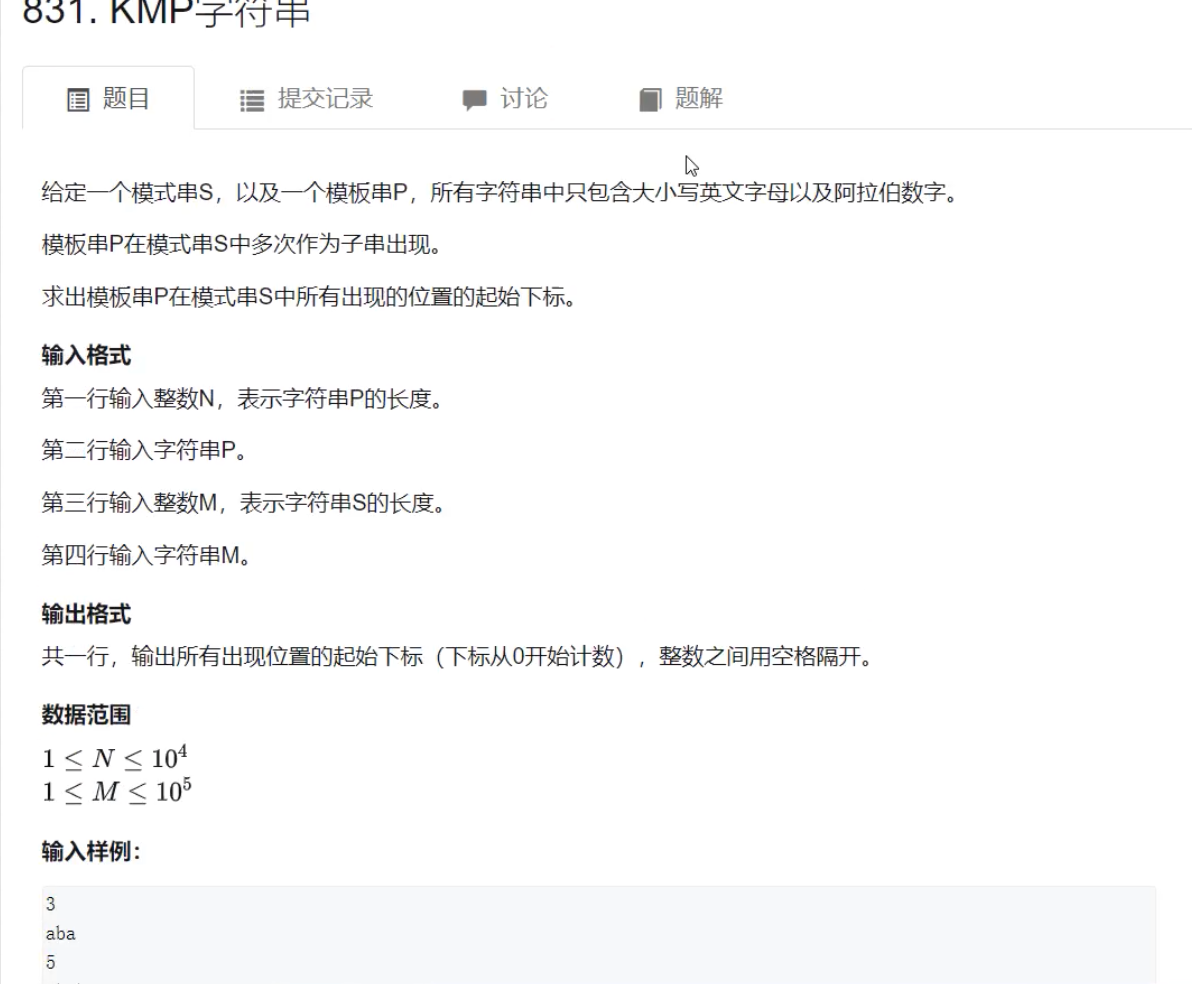 831. KMP字符串
题目 提交记录 讨论 题解
给定一个模式串S，以及一个模板串P，所有字符串中只包含大小写英文字母以及阿拉伯数字。
模板串P在模式串S中多次作为子串出现。
求出模板串P在模式串S中所有出现的位置的起始下标。
输入格式
第一行输入整数N，表示字符串P的长度。
第二行输入字符串P。
第三行输入整数M，表示字符串S的长度。
第四行输入字符串M。
输出格式
共一行，输出所有出现位置的起始下标（下标从0开始计数），整数之间用空格隔开。
数据范围
1 ≤ N ≤ 10⁴
1 ≤ M ≤ 10⁵
输入样例：
3
aba
5